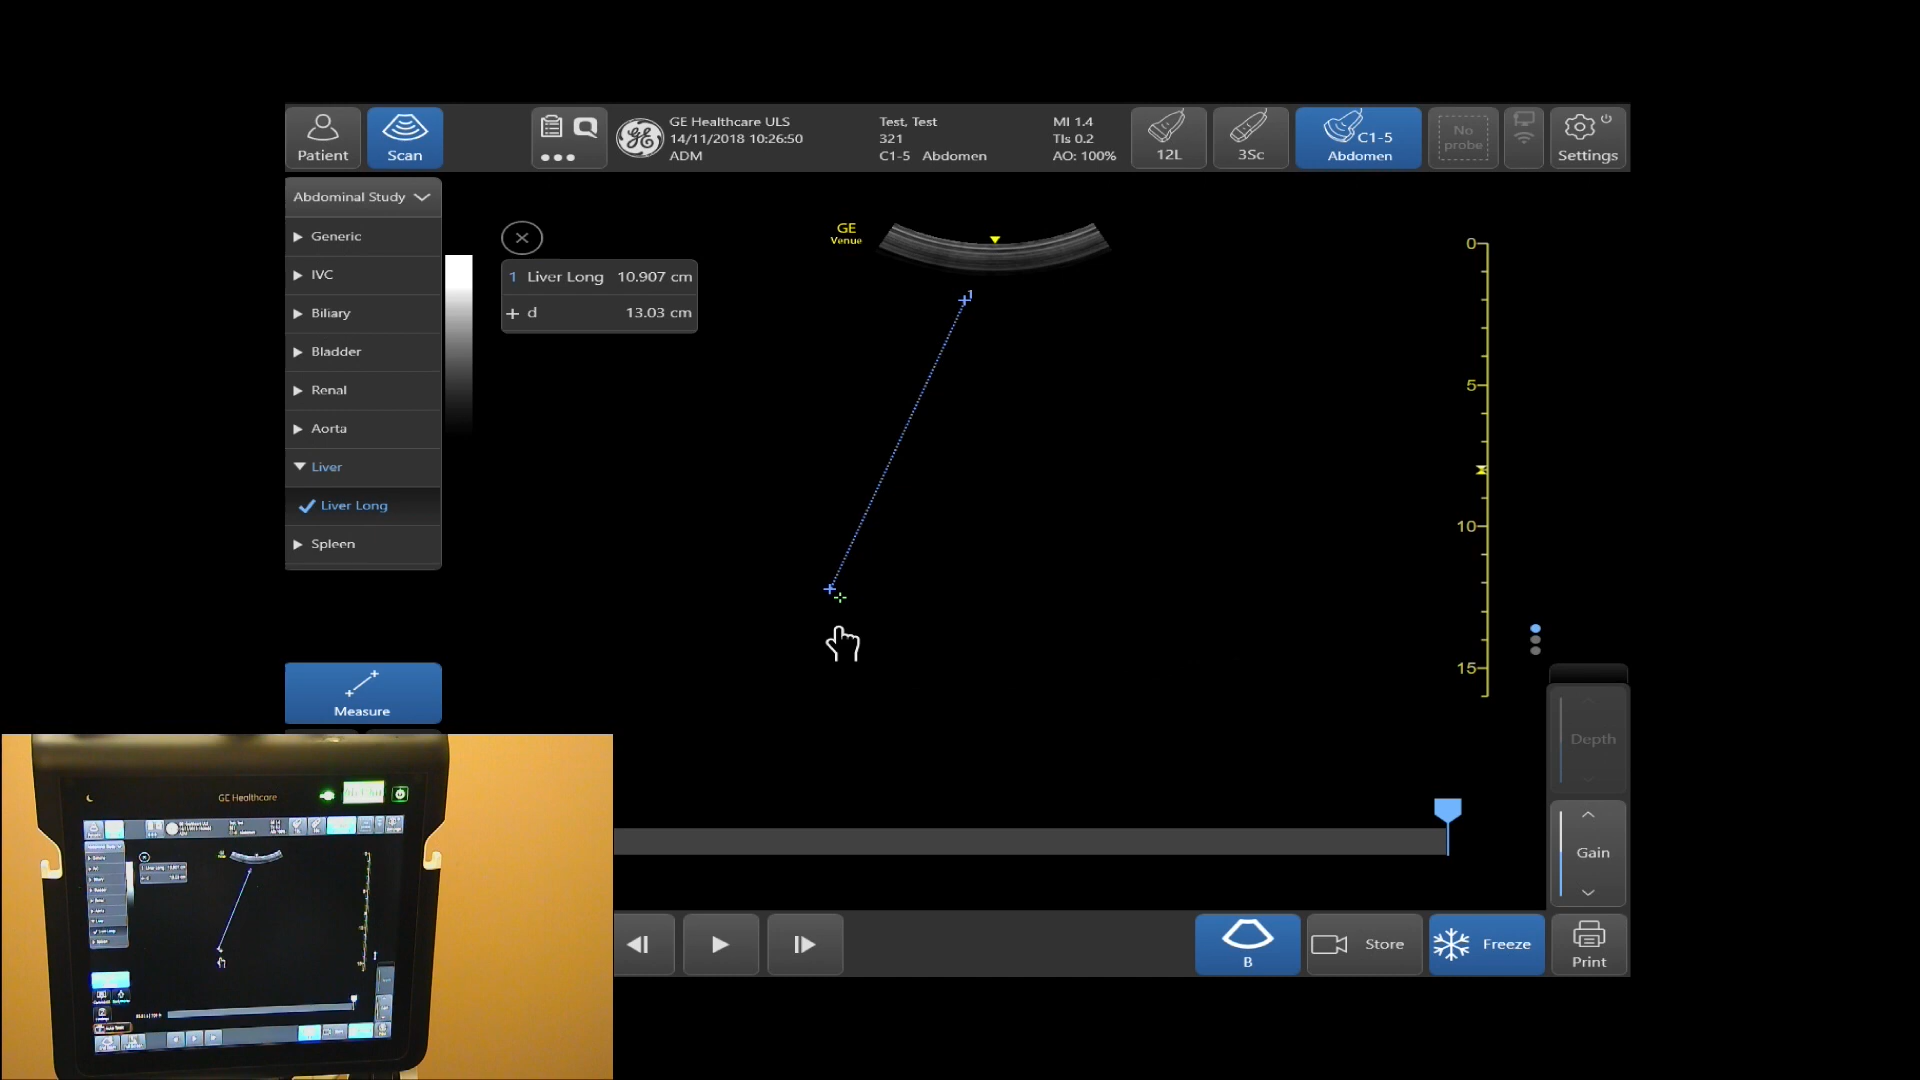 Patient
Scan
GE Healthcare ULS
14/11/2018 10:26:50
ADM
Test, Test
321
C1-5 Abdomen
MI 1.4
TIs 0.2
AO: 100%
12L
3Sc
C1-5
Abdomen
No
probe
Settings
Abdominal Study
Generic
IVC
Biliary
Bladder
Renal
Aorta
Liver
Liver Long
Spleen
Measure
1 Liver Long 10.907 cm
+ d 13.03 cm
GE
Venue
1
0
5
10
15
Depth
Gain
B
Store
Freeze
Print
GE Healthcare